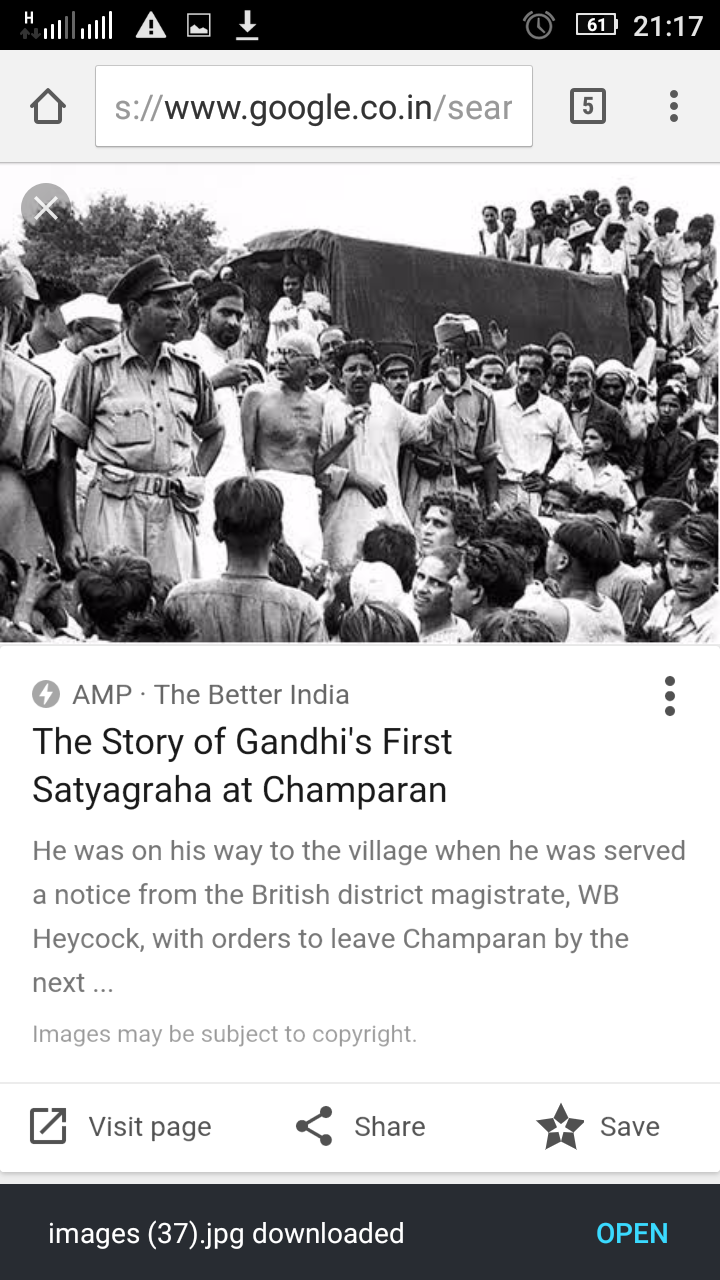 H 61 21:17
s://www.google.co.in/sear 5
AMP · The Better India
The Story of Gandhi's First
Satyagraha at Champaran
He was on his way to the village when he was served
a notice from the British district magistrate, WB
Heycock, with orders to leave Champaran by the
next ...
Images may be subject to copyright.
Visit page Share Save
images (37).jpg downloaded OPEN